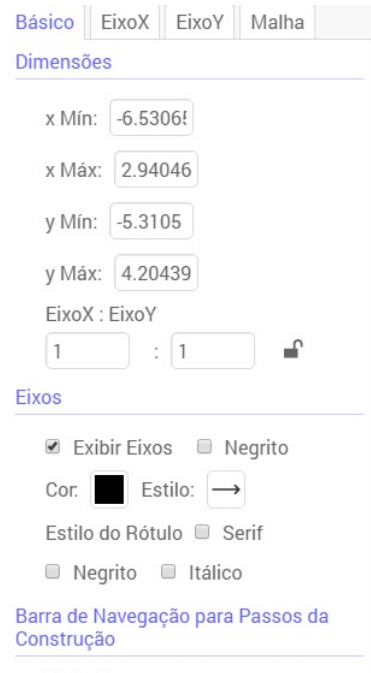 Básico EixoX EixoY Malha
Dimensões
x Mín: -6.5306
x Máx: 2.94046
y Mín: -5.3105
y Máx: 4.20439
EixoX : EixoY
1 : 1
Eixos
Exibir Eixos Negrito
Cor: Estilo:
Estilo do Rótulo Serif
Negrito Itálico
Barra de Navegação para Passos da
Construção